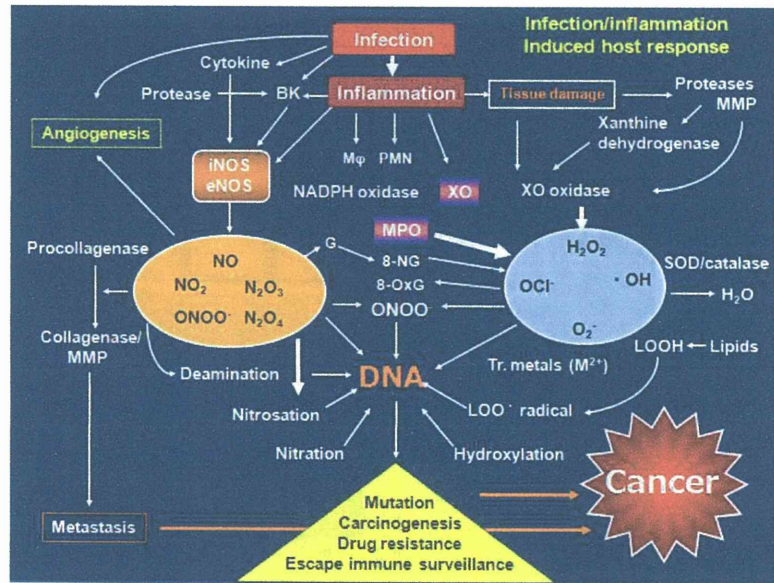 Infection/inflammation
Induced host response
Infection
Cytokine
Protease
BK
Inflammation
Tissue damage
Proteases
MMP
Angiogenesis
Xanthine
dehydrogenase
iNOS
eNOS
Mφ PMN
NADPH oxidase
XO
XO oxidase
MPO
Procollagenase
G
8-NG
8-OxG
ONOO⁻
NO
NO₂
N₂O₃
ONOO⁻
N₂O₄
H₂O₂
OCl⁻
· OH
O₂⁻
SOD/catalase
H₂O
Collagenase/
MMP
LOOH
Lipids
Tr. metals (M²⁺)
Deamination
DNA
Nitrosation
LOO · radical
Nitration
Hydroxylation
Cancer
Mutation
Carcinogenesis
Drug resistance
Escape immune surveillance
Metastasis